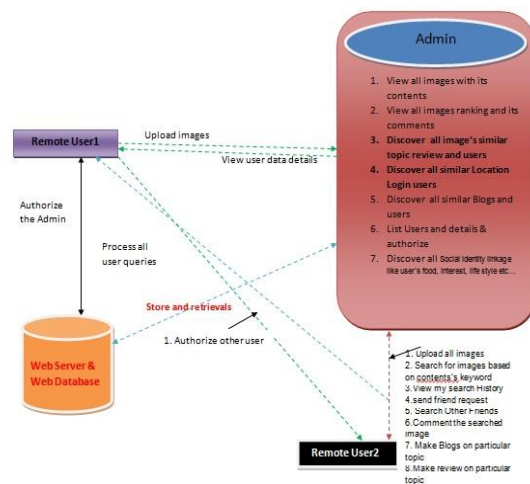 Admin
1. View all images with its
contents
2. View all images ranking and its
comments
3. Discover all image's similar
topic review and users
4. Discover all similar Location
Login users
5. Discover all similar Blogs and
users
6. List Users and details &
authorize
7. Discover all Social Identity linkage
like user's food, interest, life style etc...
Remote User1
Upload images
View user data details
Authorize
the Admin
Process all
user queries
Store and retrievals
1. Authorize other user
Web Server &
Web Database
1. Upload all images
2. Search for images based
on contents's keyword
3.View my search History
4.send friend request
5. Search Other Friends
6.Comment the searched
image
7. Make Blogs on particular
topic
8.Make review on particular
topic
Remote User2